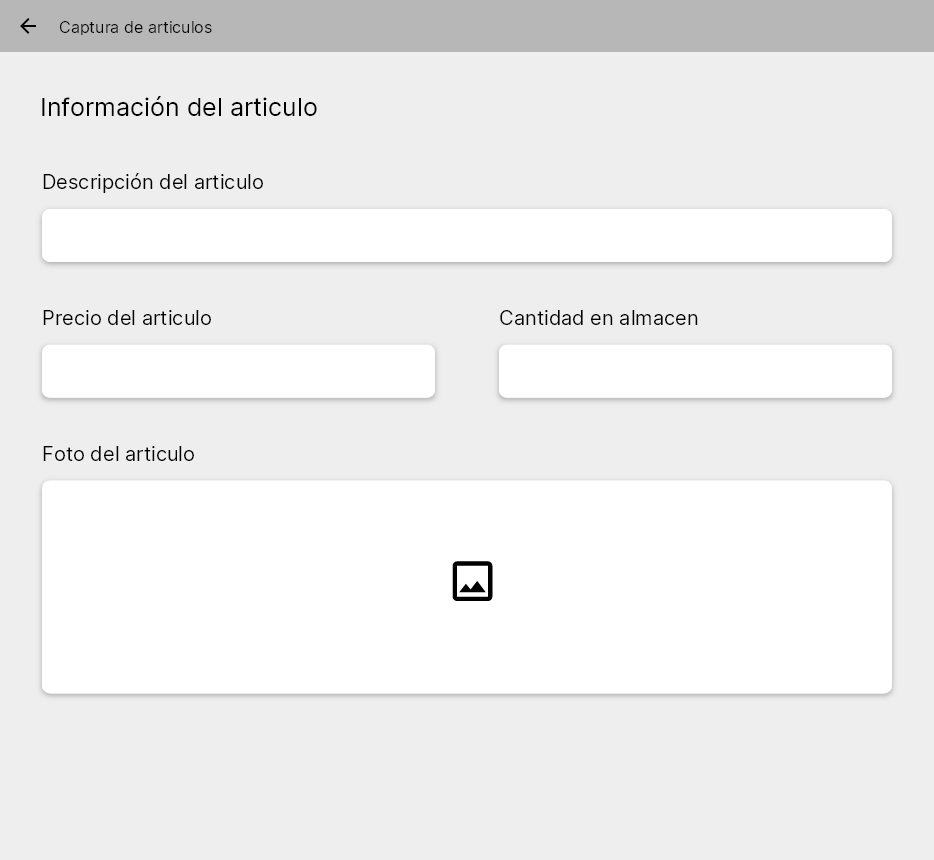 Captura de articulos
Información del articulo
Descripción del articulo
Precio del articulo
Cantidad en almacen
Foto del articulo